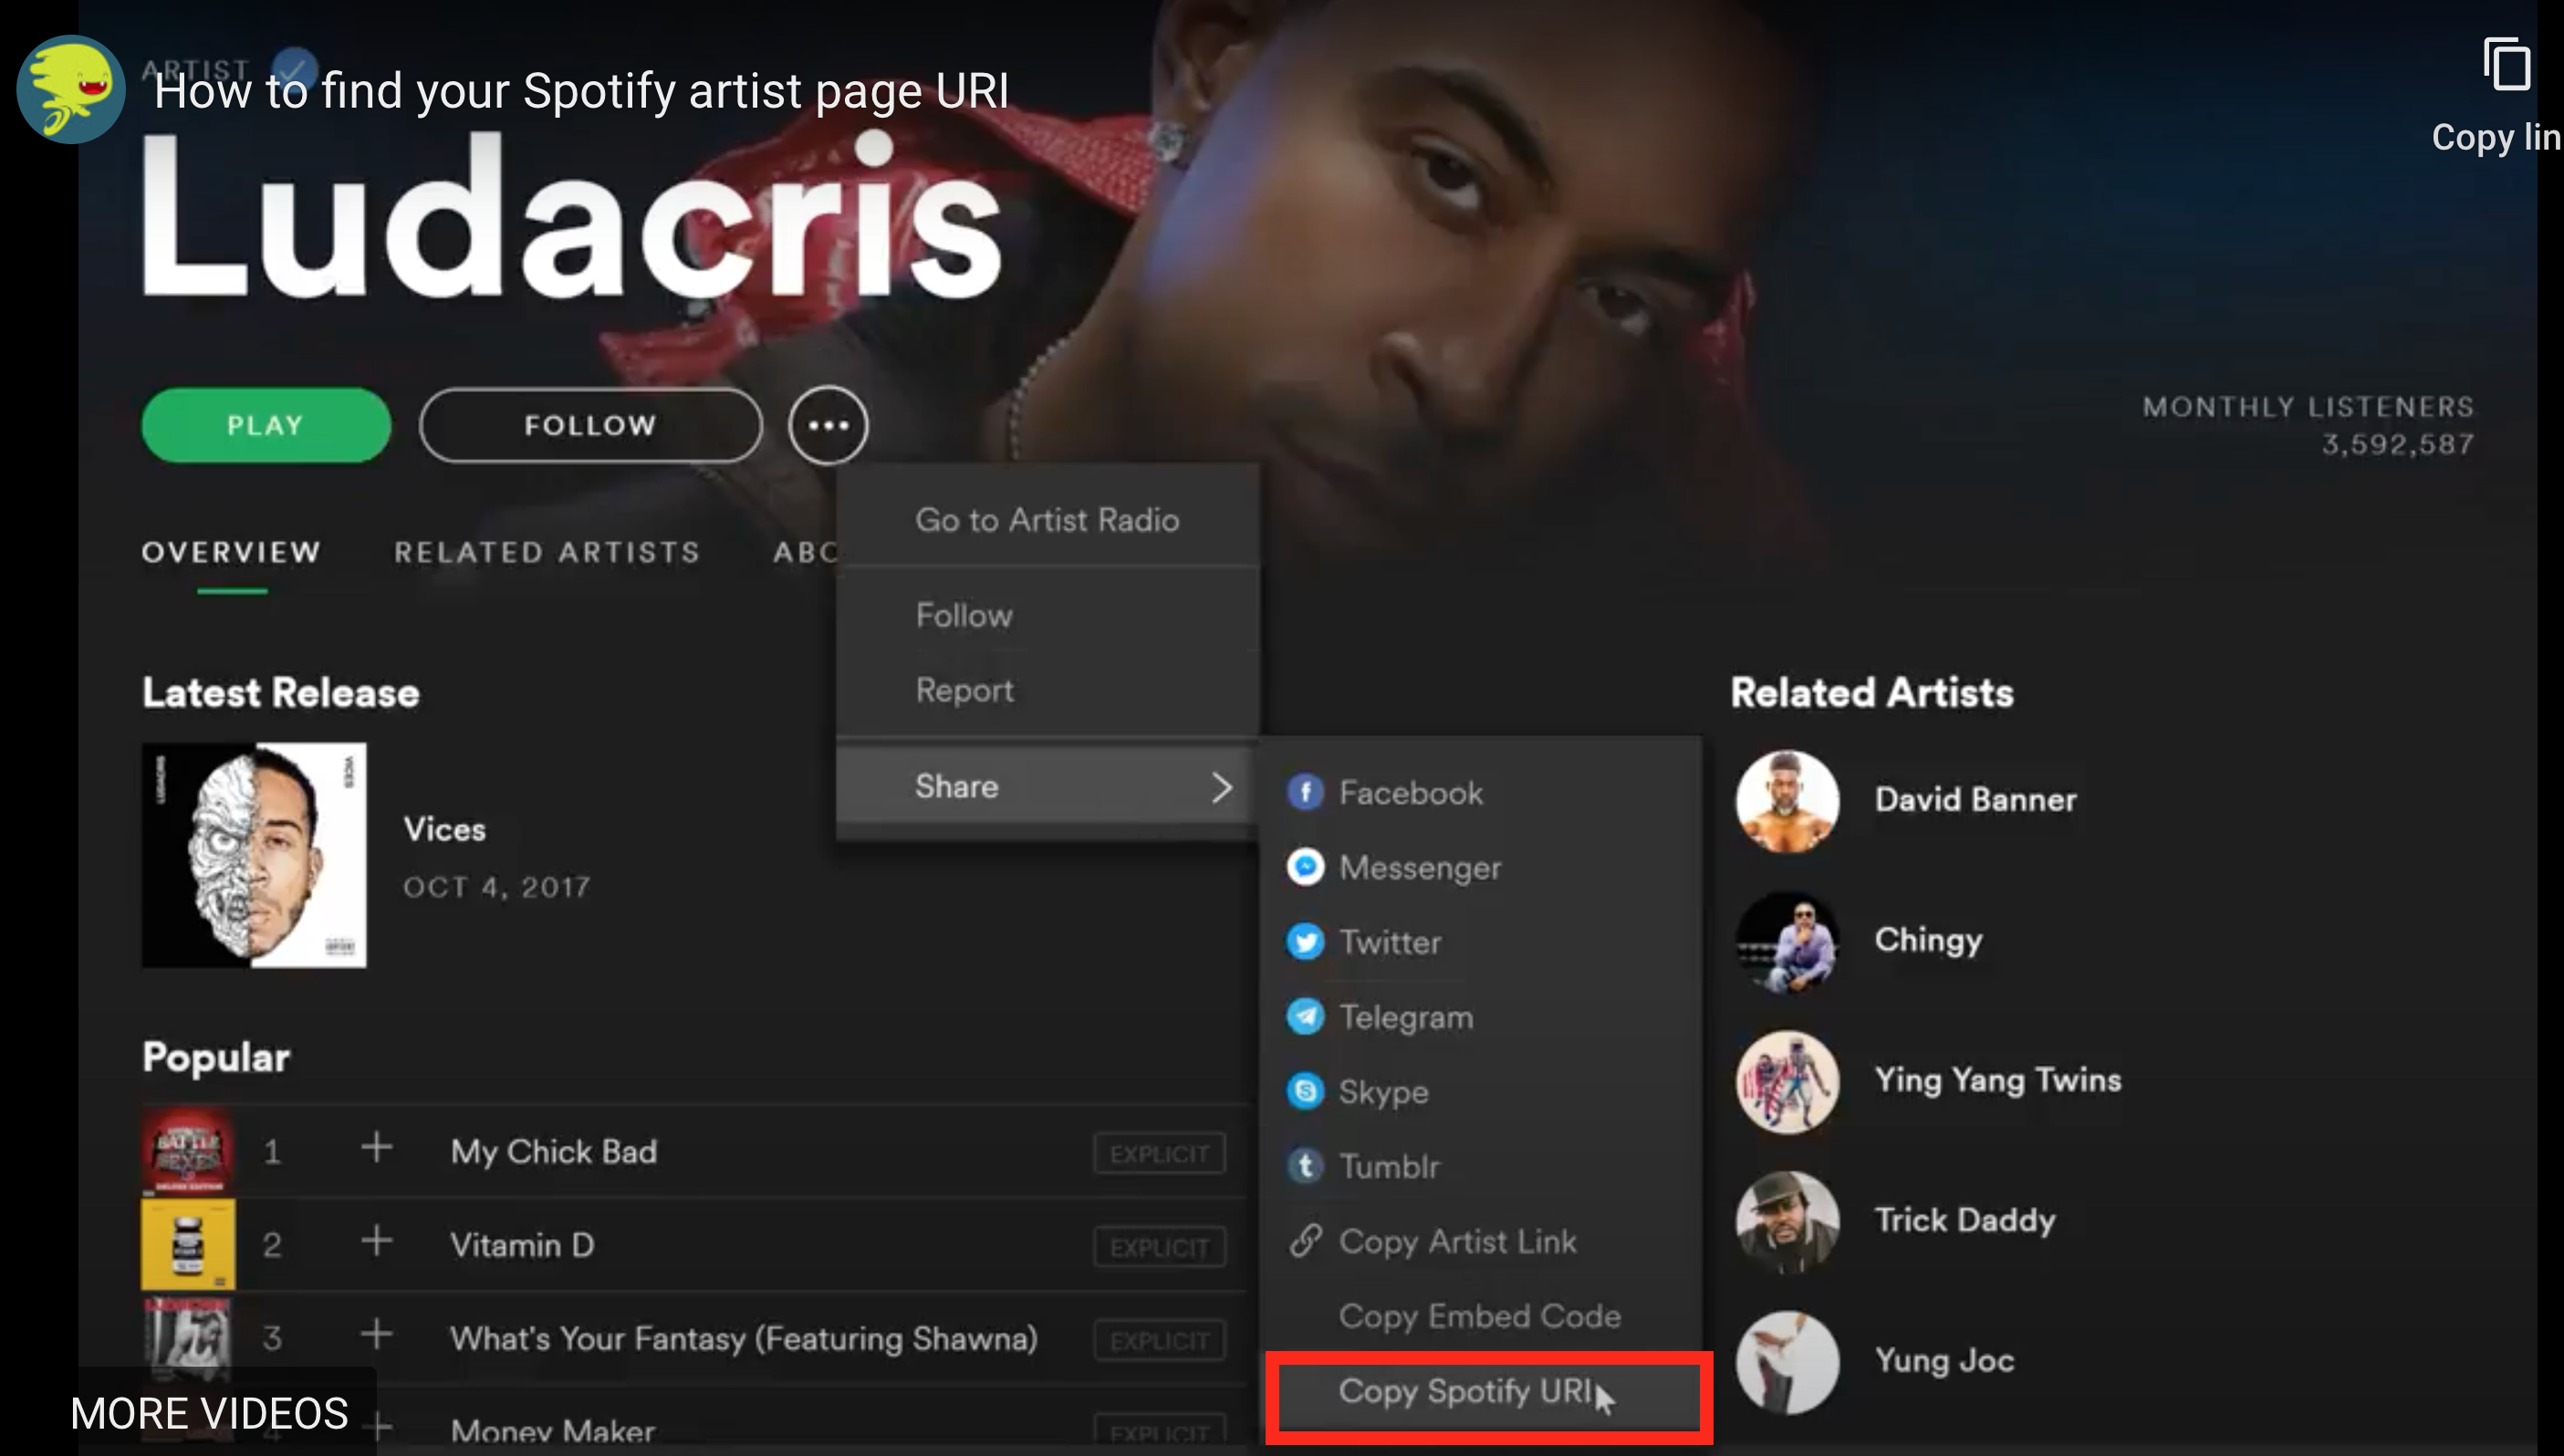 ARTIST
How to find your Spotify artist page URI
Copy lin
Ludacris
PLAY
FOLLOW
MONTHLY LISTENERS
3,592,587
OVERVIEW
RELATED ARTISTS
ABO
Go to Artist Radio
Follow
Report
Share
Facebook
Messenger
Twitter
Telegram
Skype
Tumblr
Copy Artist Link
Copy Embed Code
Copy Spotify URI
Latest Release
VICES
Vices
OCT 4, 2017
Popular
1 My Chick Bad EXPLICIT
2 Vitamin D EXPLICIT
3 What's Your Fantasy (Featuring Shawna) EXPLICIT
4 Money Maker EXPLICIT
Related Artists
David Banner
Chingy
Ying Yang Twins
Trick Daddy
Yung Joc
MORE VIDEOS